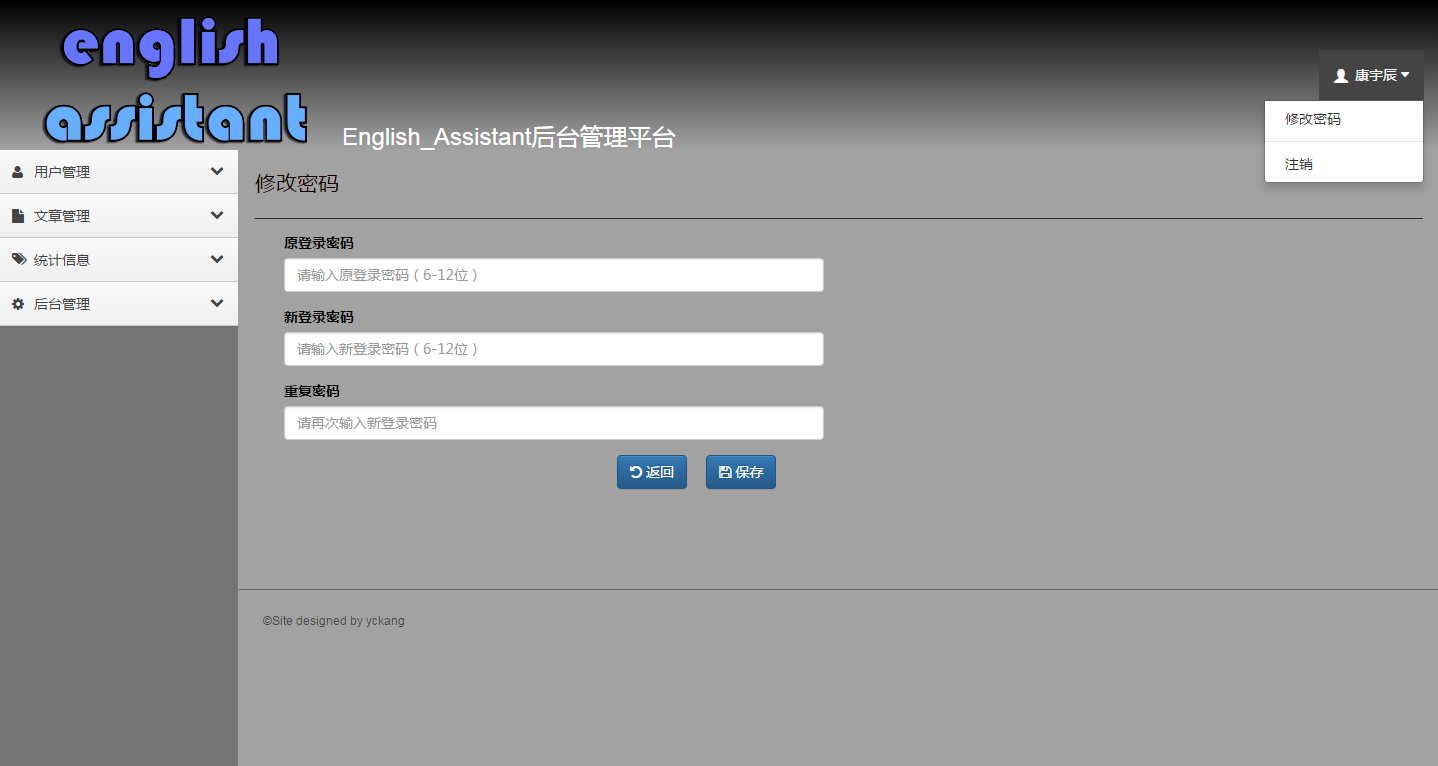 english
assistant
English_Assistant后台管理平台
康宇辰
修改密码
注销
用户管理
文章管理
统计信息
后台管理
修改密码
原登录密码
请输入原登录密码（6-12位）
新登录密码
请输入新登录密码（6-12位）
重复密码
请再次输入新登录密码
返回
保存
©Site designed by yckang